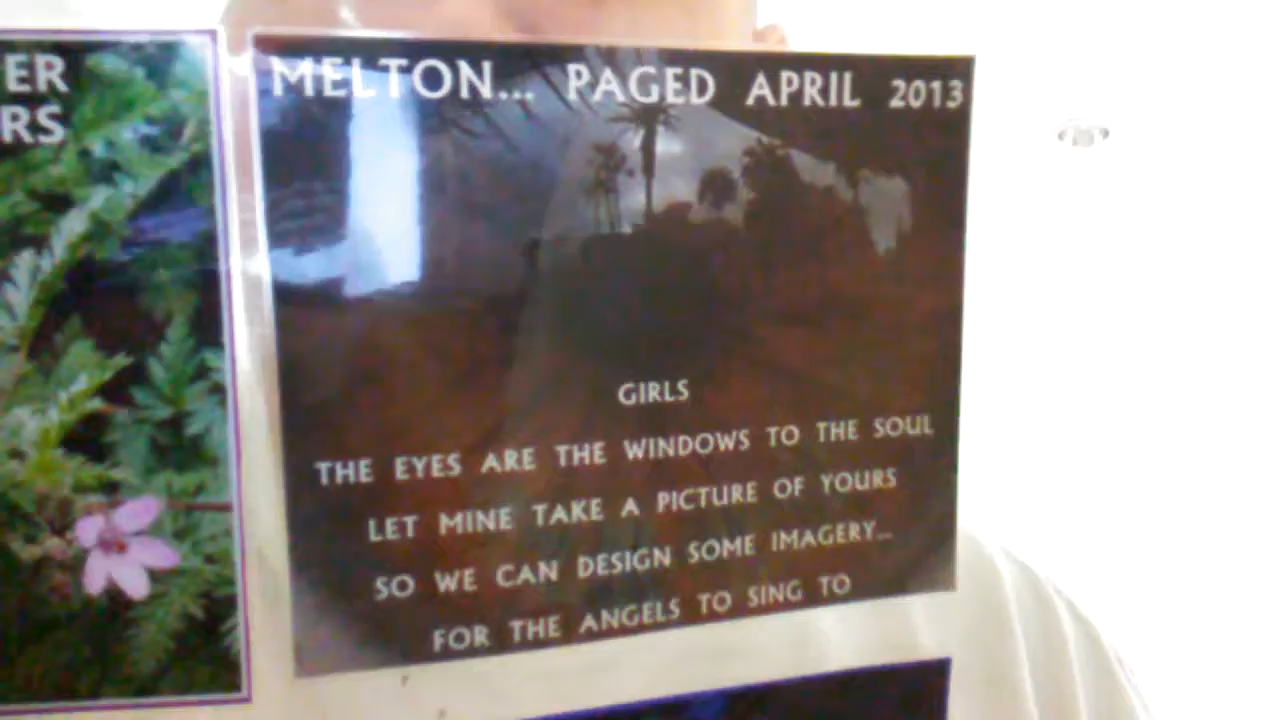 ER
RS
MELTON... PAGED APRIL 2013
GIRLS
THE EYES ARE THE WINDOWS TO THE SOUL
LET MINE TAKE A PICTURE OF YOURS
SO WE CAN DESIGN SOME IMAGERY...
FOR THE ANGELS TO SING TO